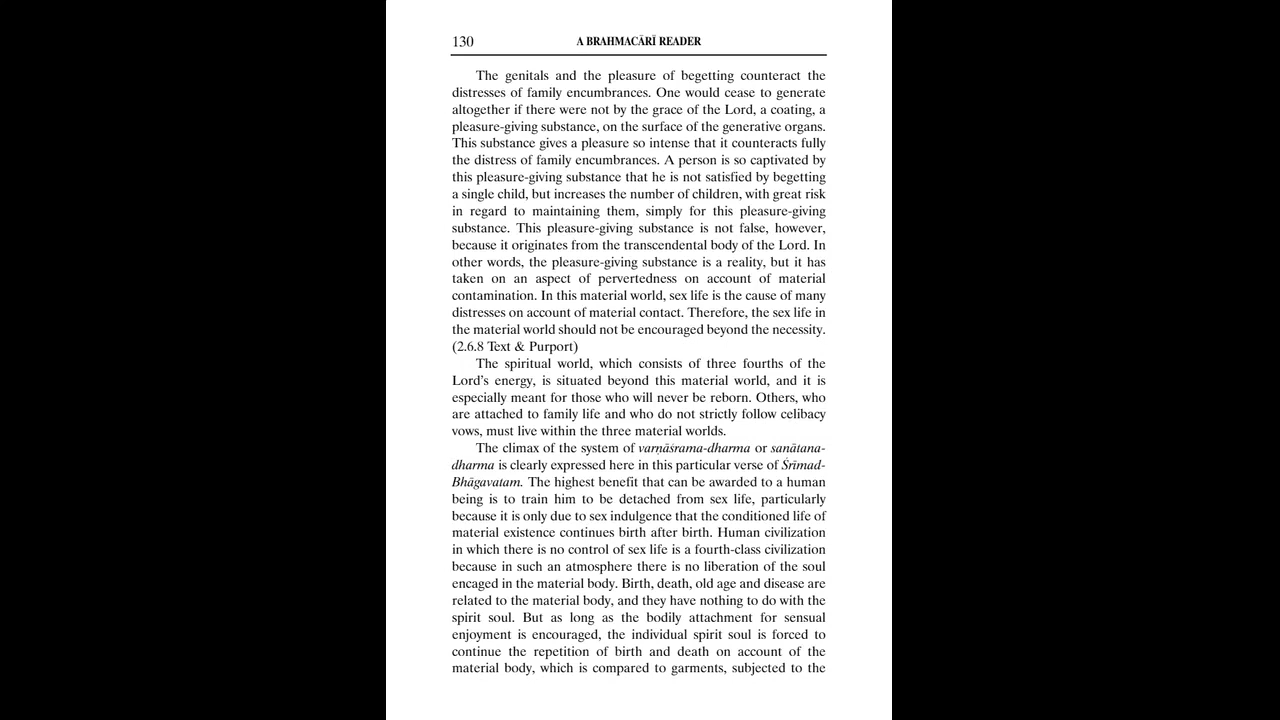 130
A BRAHMACĀRĪ READER
The genitals and the pleasure of begetting counteract the
distresses of family encumbrances. One would cease to generate
altogether if there were not by the grace of the Lord, a coating, a
pleasure-giving substance, on the surface of the generative organs.
This substance gives a pleasure so intense that it counteracts fully
the distress of family encumbrances. A person is so captivated by
this pleasure-giving substance that he is not satisfied by begetting
a single child, but increases the number of children, with great risk
in regard to maintaining them, simply for this pleasure-giving
substance. This pleasure-giving substance is not false, however,
because it originates from the transcendental body of the Lord. In
other words, the pleasure-giving substance is a reality, but it has
taken on an aspect of pervertedness on account of material
contamination. In this material world, sex life is the cause of many
distresses on account of material contact. Therefore, the sex life in
the material world should not be encouraged beyond the necessity.
(2.6.8 Text & Purport)
The spiritual world, which consists of three fourths of the
Lord's energy, is situated beyond this material world, and it is
especially meant for those who will never be reborn. Others, who
are attached to family life and who do not strictly follow celibacy
vows, must live within the three material worlds.
The climax of the system of varṇāśrama-dharma or sanātana-
dharma is clearly expressed here in this particular verse of Śrīmad-
Bhāgavatam. The highest benefit that can be awarded to a human
being is to train him to be detached from sex life, particularly
because it is only due to sex indulgence that the conditioned life of
material existence continues birth after birth. Human civilization
in which there is no control of sex life is a fourth-class civilization
because in such an atmosphere there is no liberation of the soul
encaged in the material body. Birth, death, old age and disease are
related to the material body, and they have nothing to do with the
spirit soul. But as long as the bodily attachment for sensual
enjoyment is encouraged, the individual spirit soul is forced to
continue the repetition of birth and death on account of the
material body, which is compared to garments, subjected to the